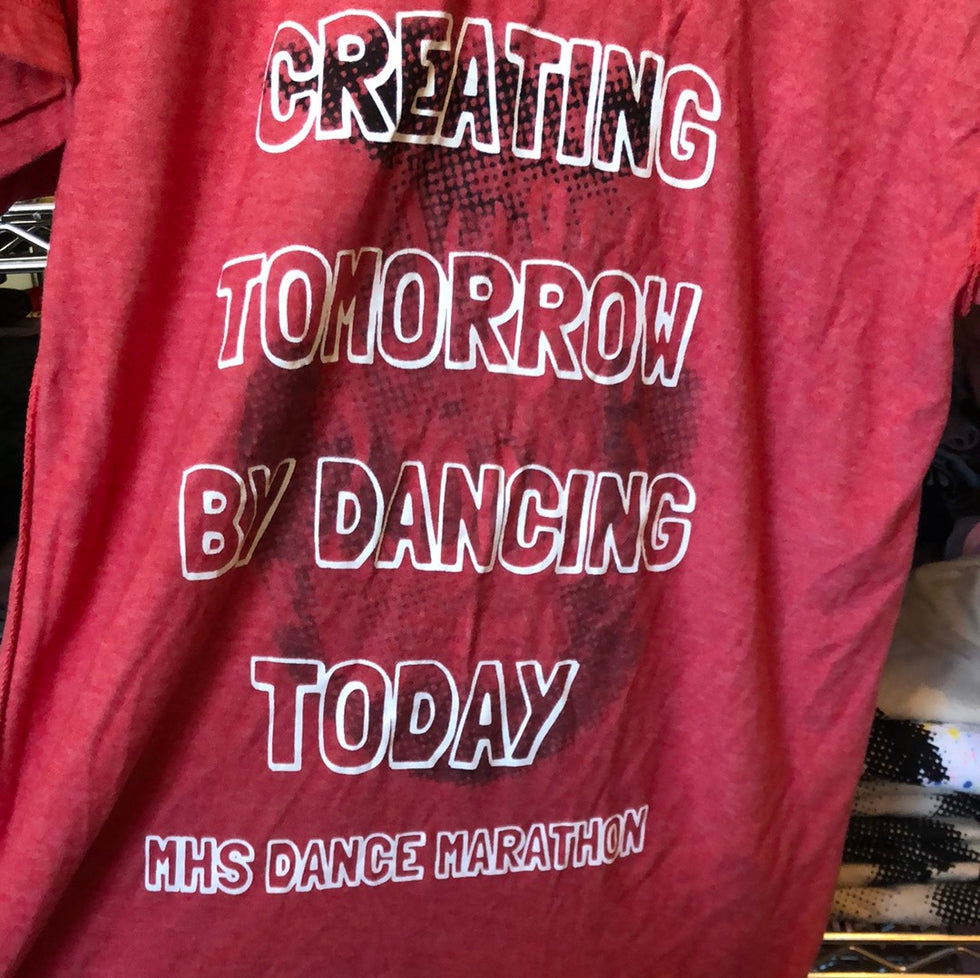 CREATING
TOMORROW
BY DANCING
TODAY
MHS DANCE MARATHON